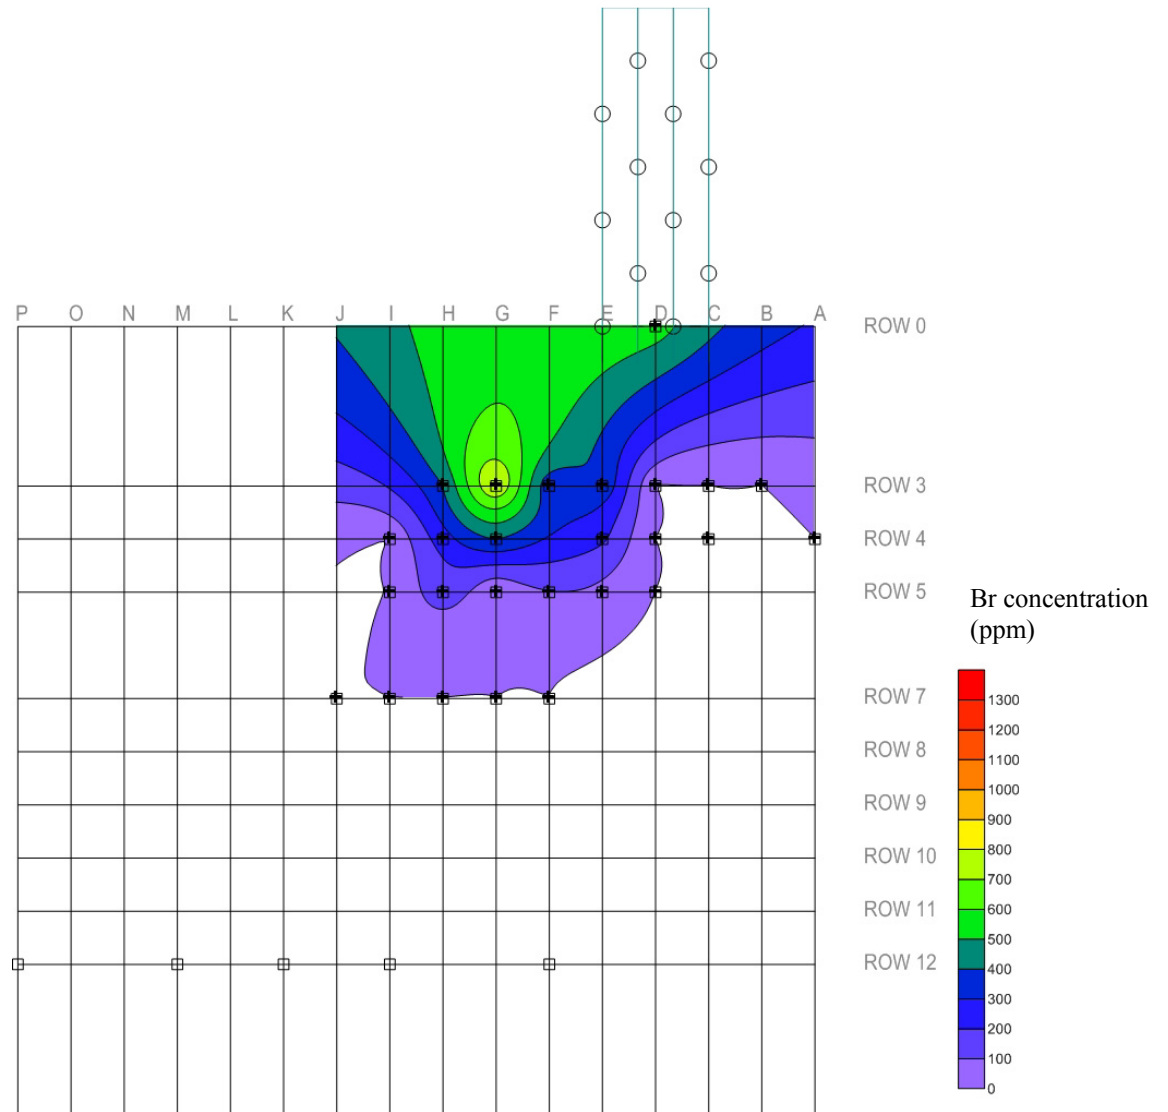 P O N M L K J I H G F E D C B A
ROW 0
ROW 3
ROW 4
ROW 5
ROW 7
ROW 8
ROW 9
ROW 10
ROW 11
ROW 12
Br concentration
(ppm)
1300
1200
1100
1000
900
800
700
600
500
400
300
200
100
0